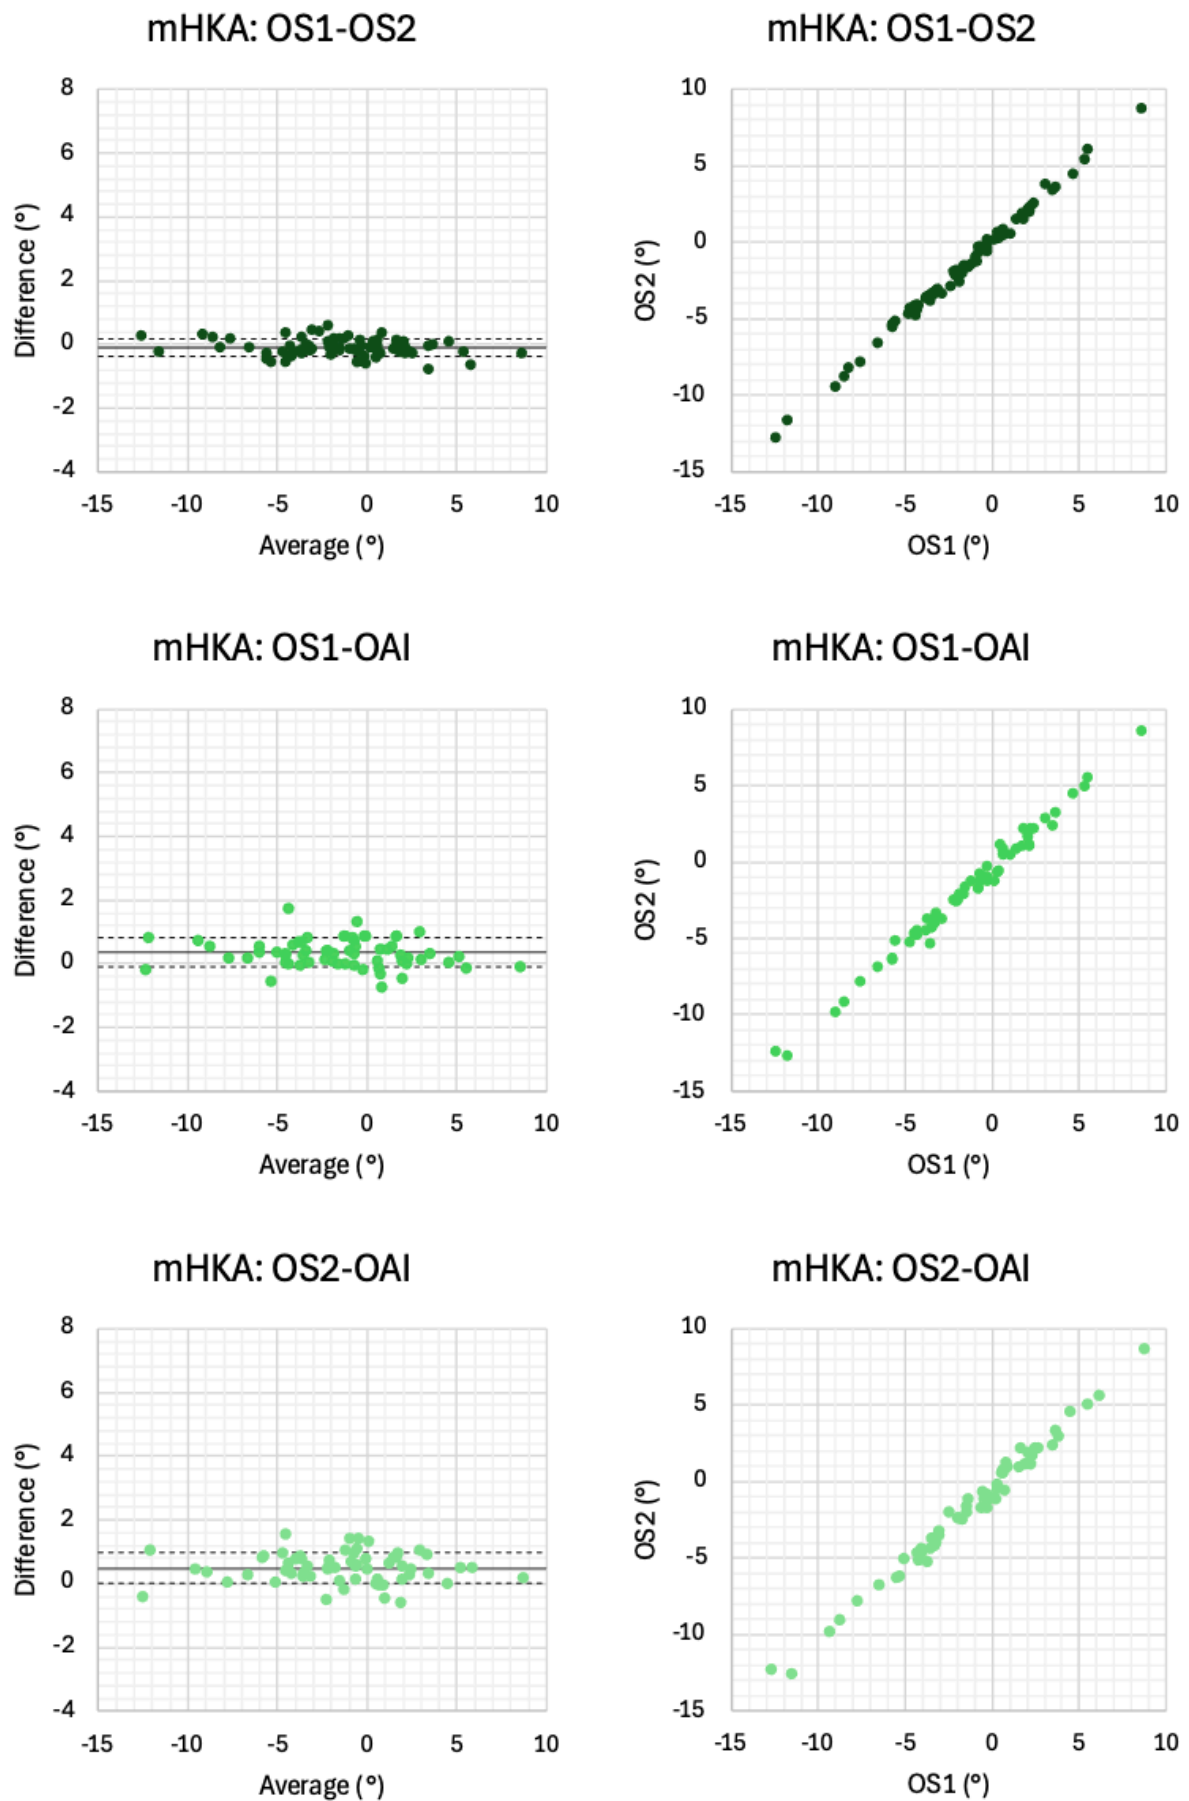 mHKA: OS1-OS2
8
6
4
2
0
-2
-4
Difference (°)
-15 -10 -5 0 5 10
Average (°)
mHKA: OS1-OS2
10
5
0
-5
-10
-15
OS2 (°)
-15 -10 -5 0 5 10
OS1 (°)
mHKA: OS1-OAI
8
6
4
2
0
-2
-4
Difference (°)
-15 -10 -5 0 5 10
Average (°)
mHKA: OS1-OAI
10
5
0
-5
-10
-15
OS2 (°)
-15 -10 -5 0 5 10
OS1 (°)
mHKA: OS2-OAI
8
6
4
2
0
-2
-4
Difference (°)
-15 -10 -5 0 5 10
Average (°)
mHKA: OS2-OAI
10
5
0
-5
-10
-15
OS2 (°)
-15 -10 -5 0 5 10
OS1 (°)